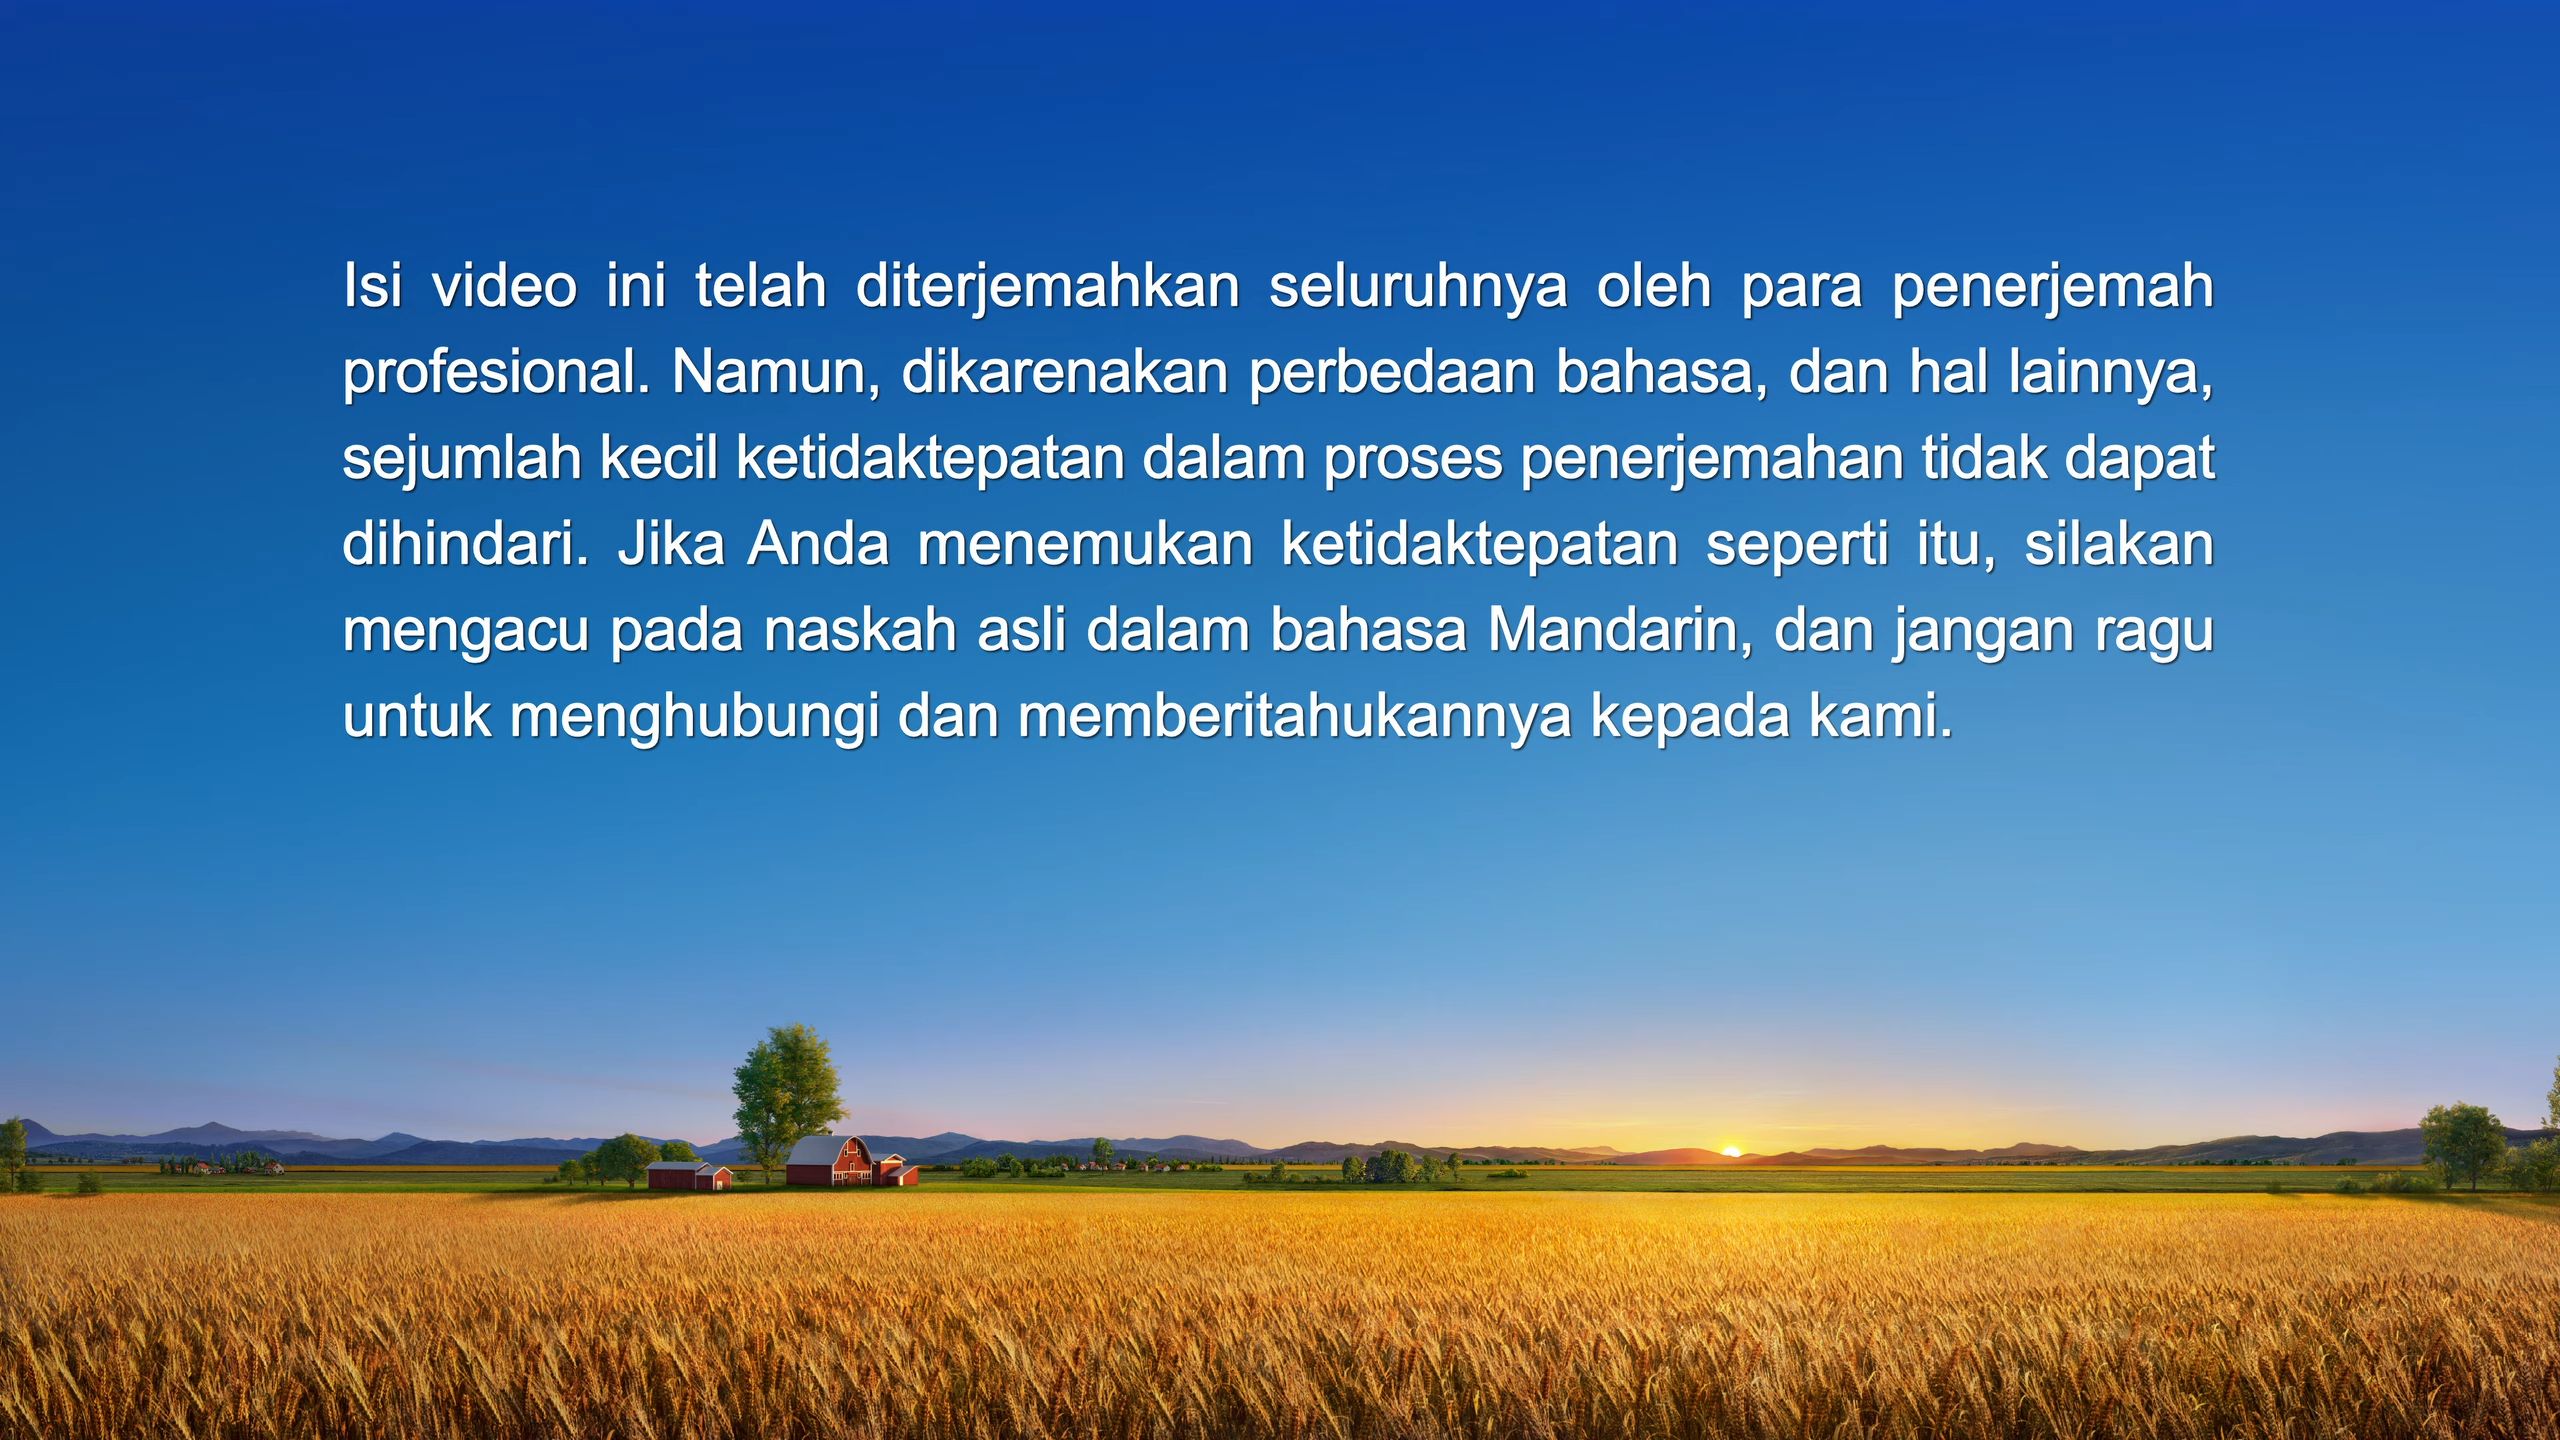 Isi video ini telah diterjemahkan seluruhnya oleh para penerjemah
profesional. Namun, dikarenakan perbedaan bahasa, dan hal lainnya,
sejumlah kecil ketidaktepatan dalam proses penerjemahan tidak dapat
dihindari. Jika Anda menemukan ketidaktepatan seperti itu, silakan
mengacu pada naskah asli dalam bahasa Mandarin, dan jangan ragu
untuk menghubungi dan memberitahukannya kepada kami.